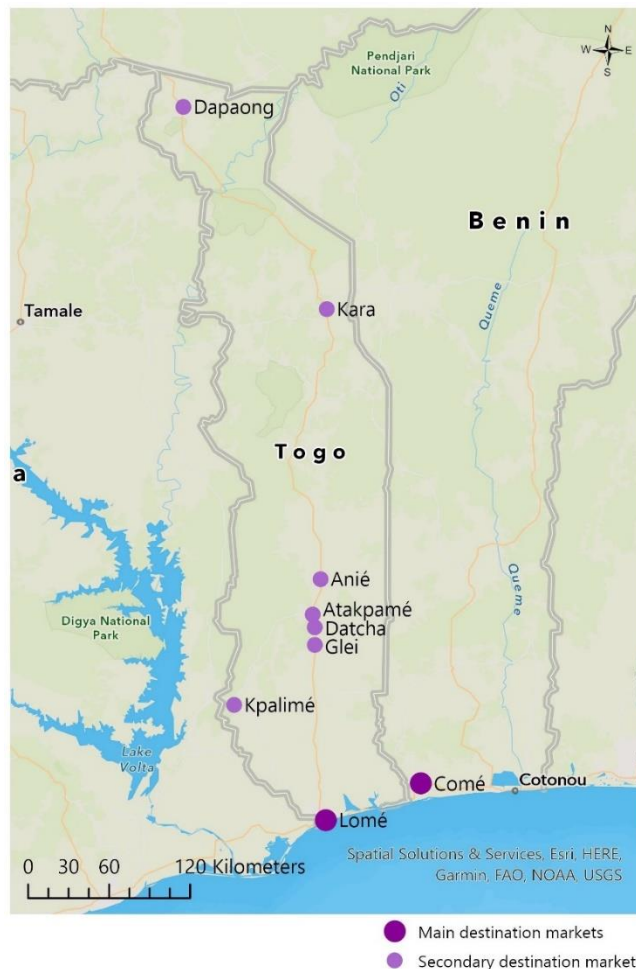 Pendjari
National Park
N
W E
S
Oti
Dapaong
Benin
Queme
Tamale
Kara
Togo
a
Anié
Atakpamé
Datcha
Glei
Queme
Digya National
Park
Kpalimé
Lake
Volta
Comé
Cotonou
Lomé
0 30 60 120 Kilometers
Spatial Solutions & Services, Esri, HERE,
Garmin, FAO, NOAA, USGS
Main destination markets
Secondary destination market